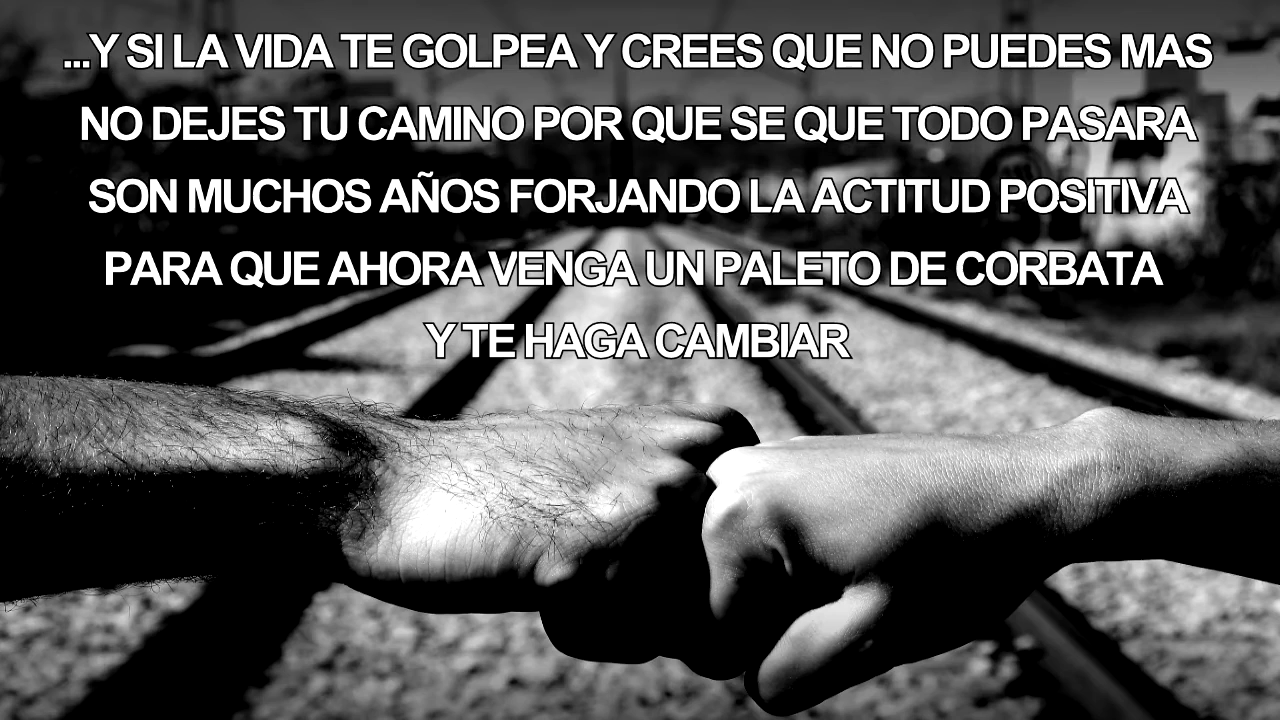 ...Y SI LA VIDA TE GOLPEA Y CREES QUE NO PUEDES MAS
NO DEJES TU CAMINO POR QUE SE QUE TODO PASARA
SON MUCHOS AÑOS FORJANDO LA ACTITUD POSITIVA
PARA QUE AHORA VENGA UN PALETO DE CORBATA
Y TE HAGA CAMBIAR